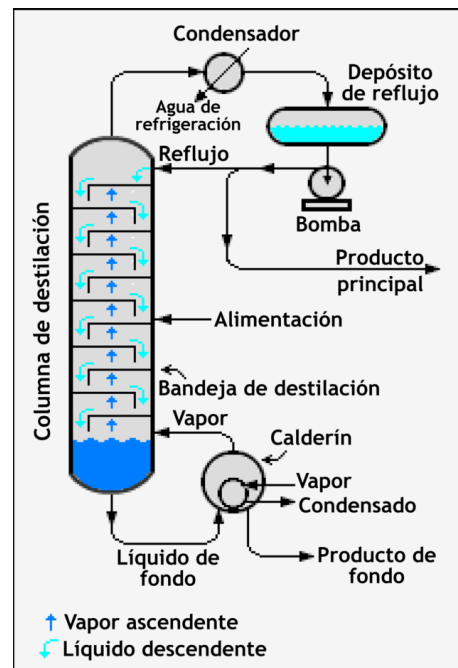 Condensador
Depósito
de reflujo
Agua de
refrigeración
Reflujo
Bomba
Producto
principal
Columna de destilación
Alimentación
Bandeja de destilación
Vapor
Calderín
Vapor
Condensado
Líquido de
fondo
Producto de
fondo
Vapor ascendente
Líquido descendente